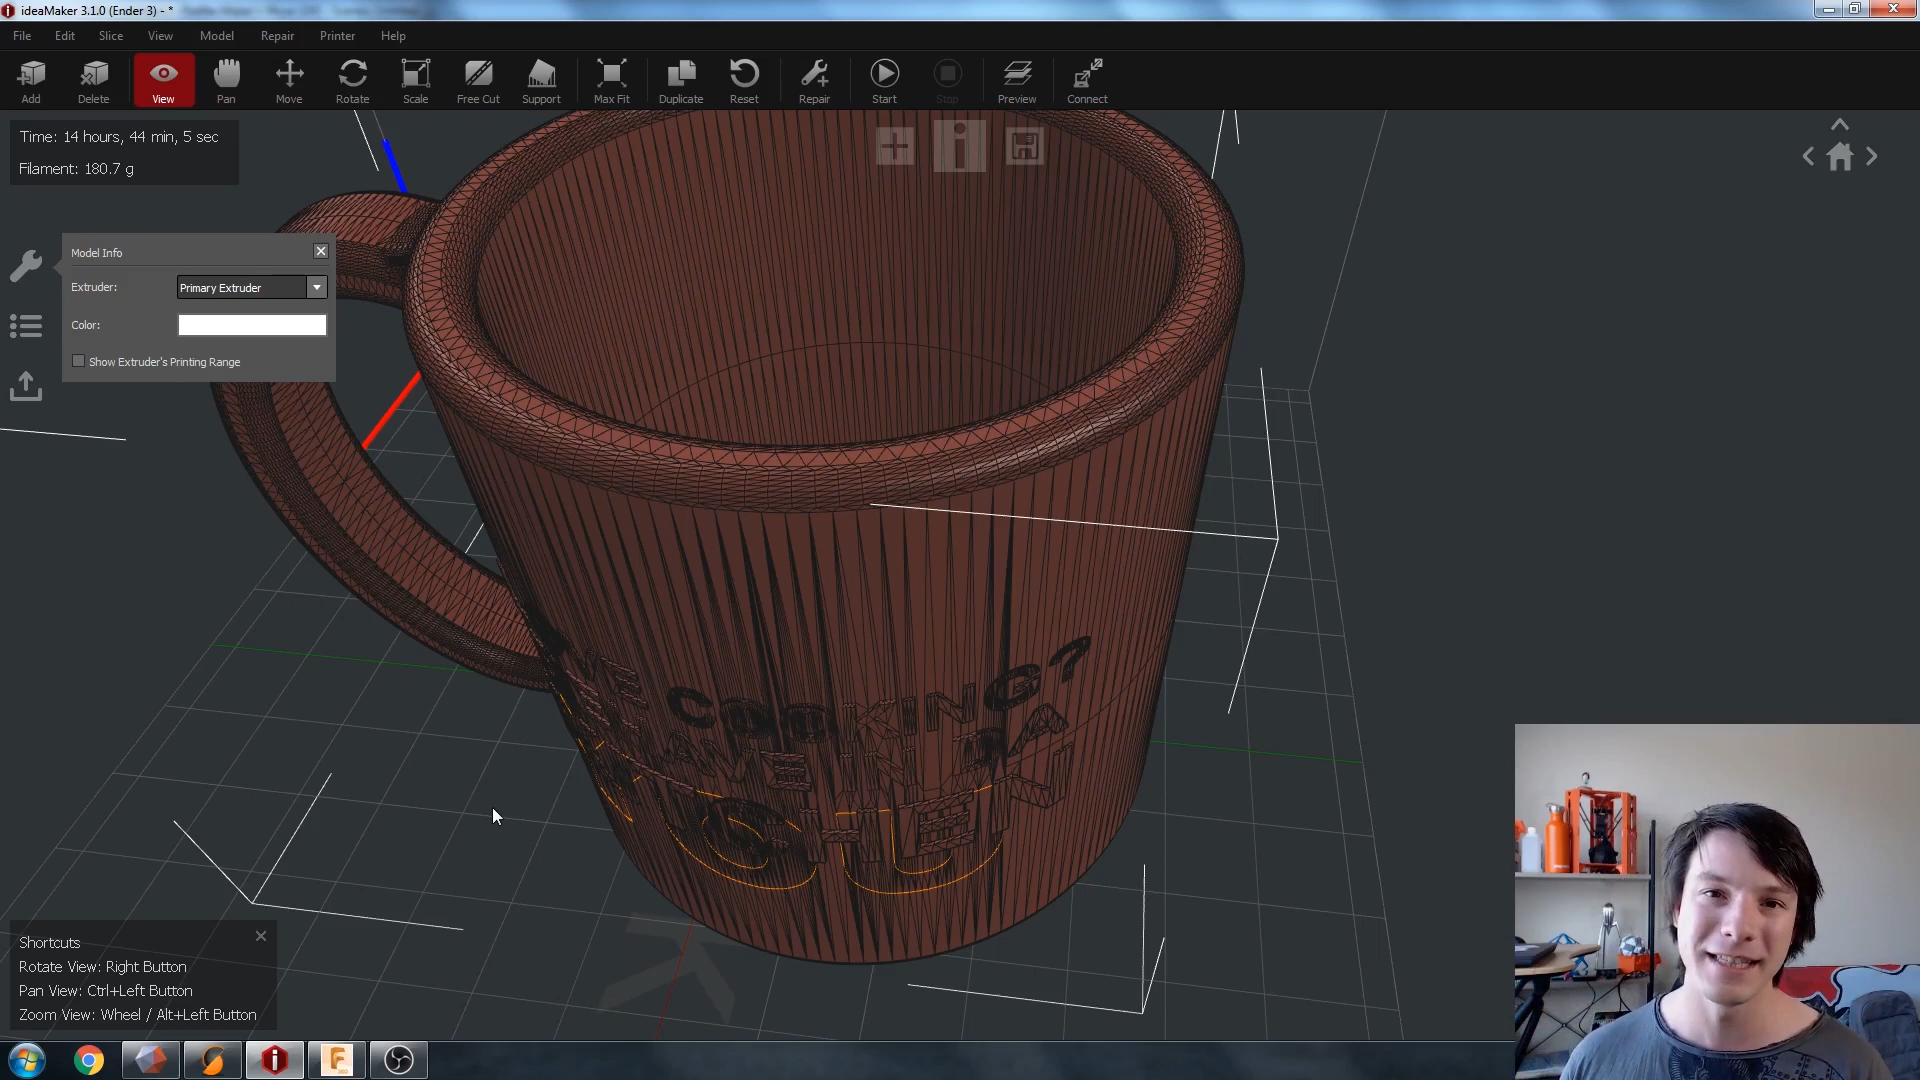 ideaMaker 3.1.0 (Ender 3) - *
File Edit Slice View Model Repair Printer Help
Add Delete View Pan Move Rotate Scale Free Cut Support Max Fit Duplicate Reset Repair Start Stop Preview Connect
Time: 14 hours, 44 min, 5 sec
Filament: 180.7 g
Model Info
Extruder: Primary Extruder
Color:
Show Extruder's Printing Range
COOKING?
Shortcuts
Rotate View: Right Button
Pan View: Ctrl+Left Button
Zoom View: Wheel / Alt+Left Button